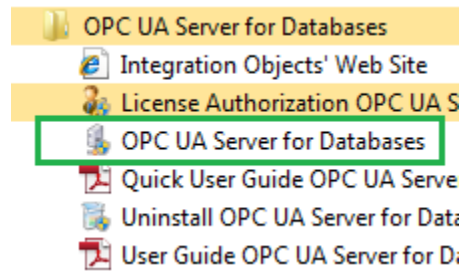 OPC UA Server for Databases
Integration Objects' Web Site
License Authorization OPC UA S
OPC UA Server for Databases
Quick User Guide OPC UA Serve
Uninstall OPC UA Server for Data
User Guide OPC UA Server for Da